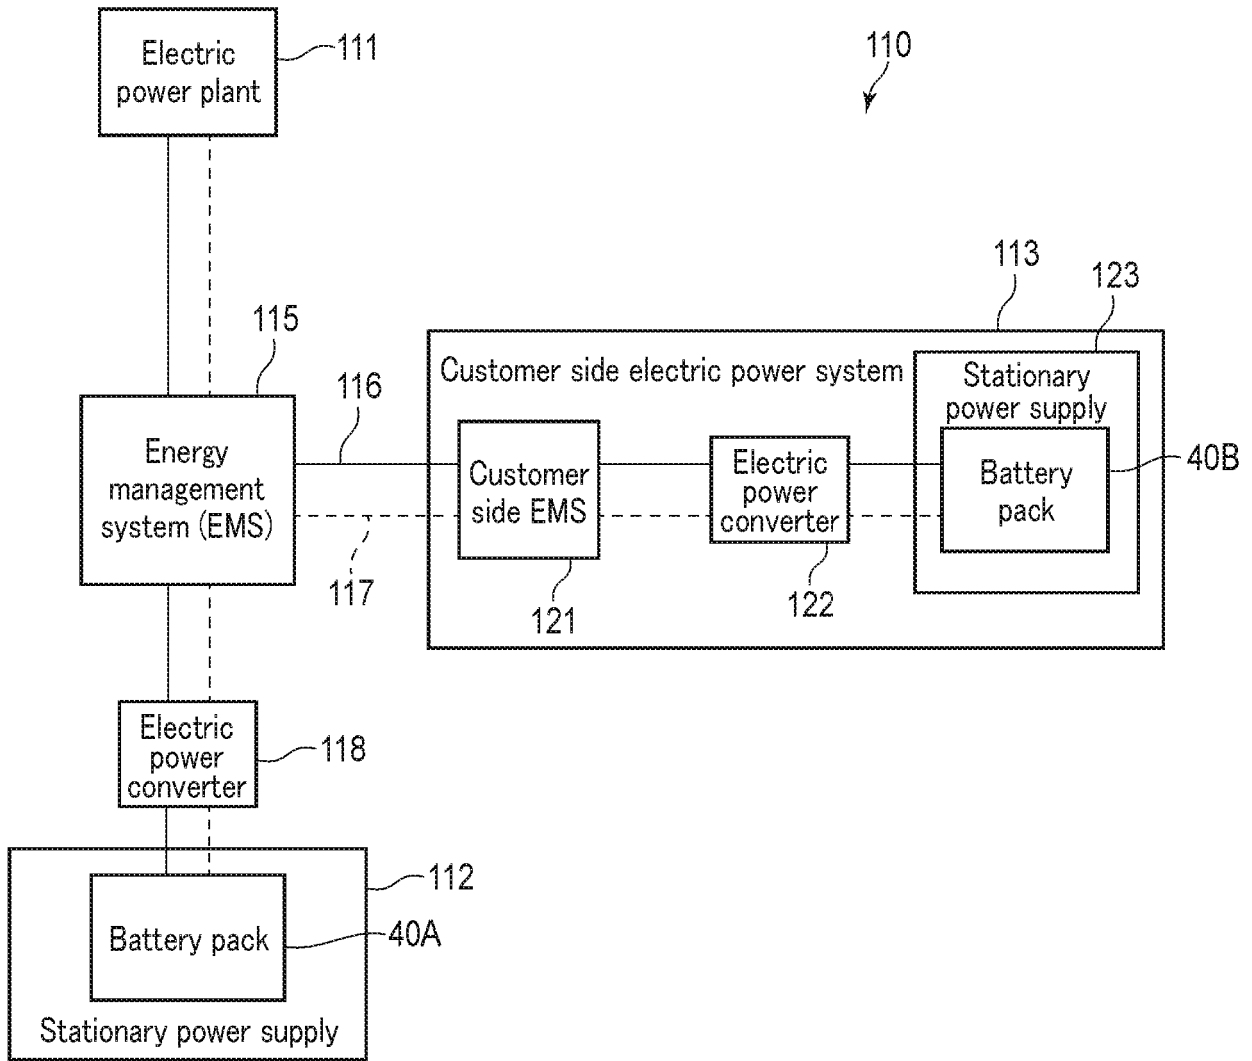 Electric
power plant
111
110
113
123
115
116
Customer side electric power system
Stationary
power supply
Energy
management
system (EMS)
Customer
side EMS
Electric
power
converter
Battery
pack
40B
117
121
122
Electric
power
converter
118
112
Battery pack
40A
Stationary power supply